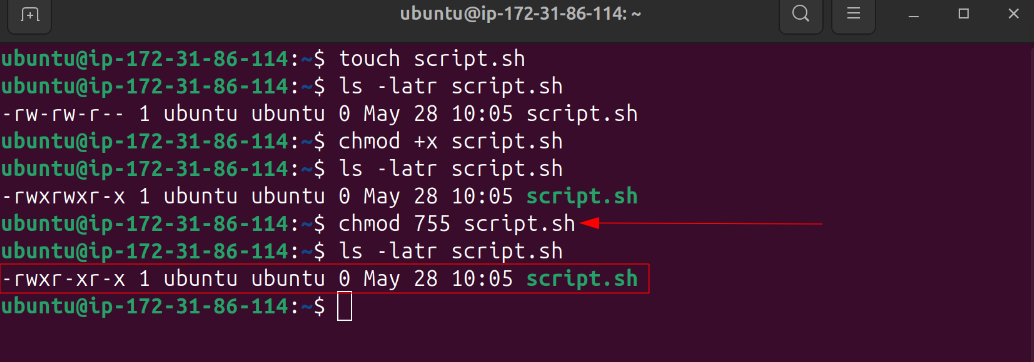 ubuntu@ip-172-31-86-114: ~
ubuntu@ip-172-31-86-114:~$ touch script.sh
ubuntu@ip-172-31-86-114:~$ ls -latr script.sh
-rw-rw-r-- 1 ubuntu ubuntu 0 May 28 10:05 script.sh
ubuntu@ip-172-31-86-114:~$ chmod +x script.sh
ubuntu@ip-172-31-86-114:~$ ls -latr script.sh
-rwxrwxr-x 1 ubuntu ubuntu 0 May 28 10:05 script.sh
ubuntu@ip-172-31-86-114:~$ chmod 755 script.sh
ubuntu@ip-172-31-86-114:~$ ls -latr script.sh
-rwxr-xr-x 1 ubuntu ubuntu 0 May 28 10:05 script.sh
ubuntu@ip-172-31-86-114:~$